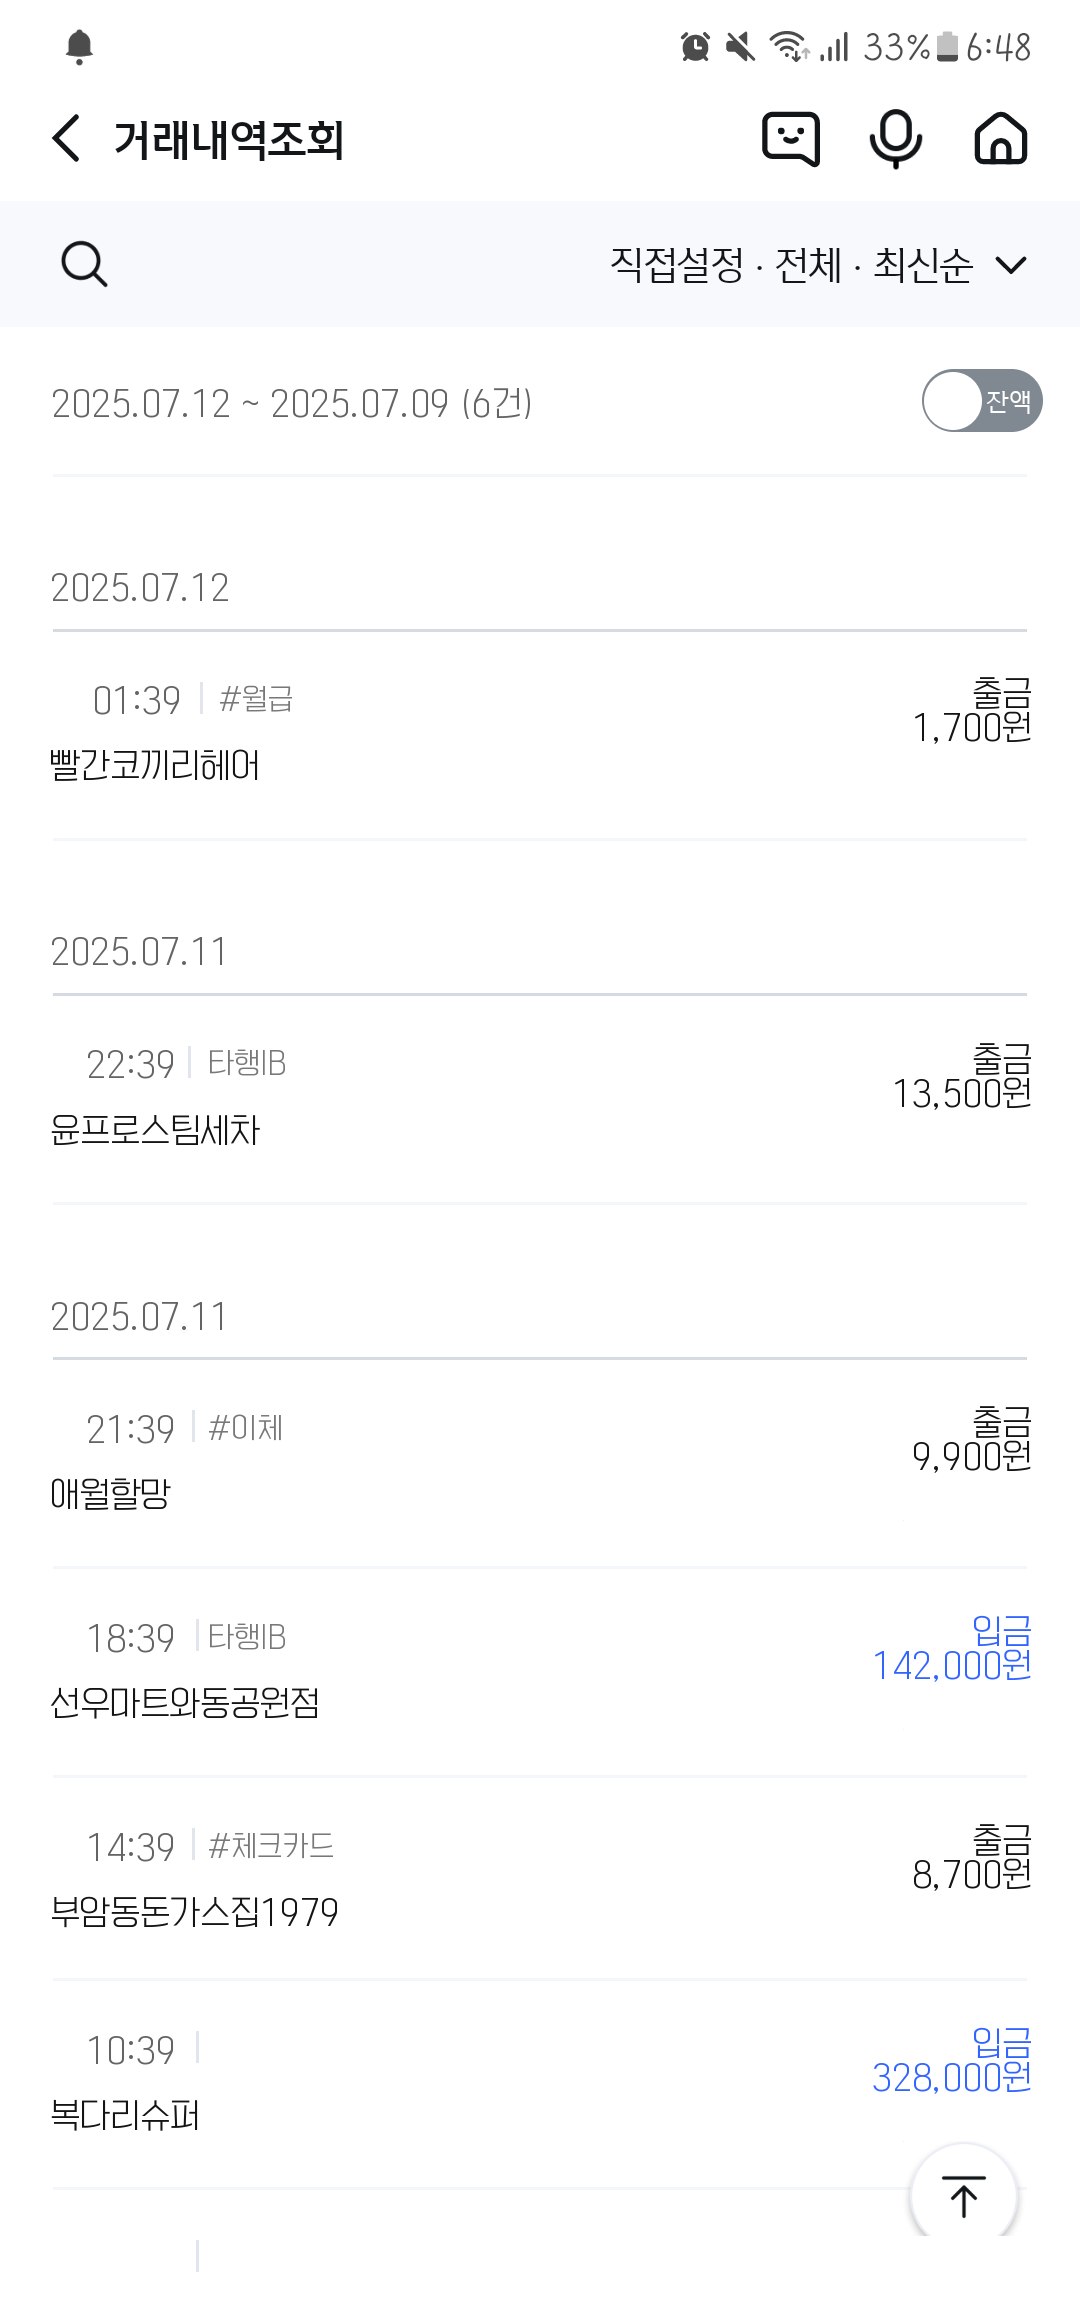 33% 6:48
거래내역조회
직접설정 · 전체 · 최신순
2025.07.12 ~ 2025.07.09 (6건)
잔액
2025.07.12
01:39 #월급
출금
1,700원
빨간코끼리헤어
2025.07.11
22:39 타행IB
출금
13,500원
윤프로스팀세차
2025.07.11
21:39 #이체
출금
9,900원
애월할망
18:39 타행IB
입금
142,000원
선우마트와동공원점
14:39 #체크카드
출금
8,700원
부암동돈가스집1979
10:39
입금
328,000원
복다리슈퍼